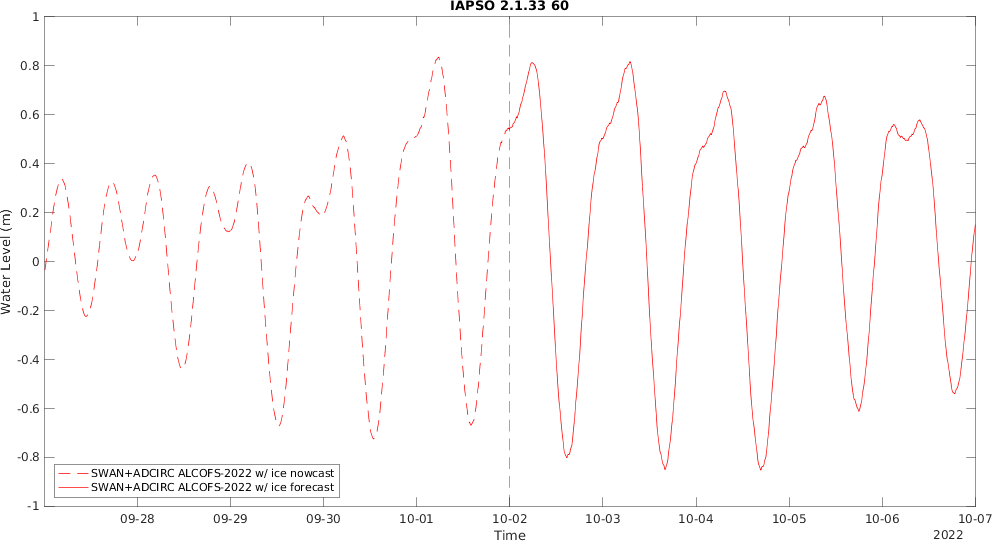 IAPSO 2.1.33 60
Water Level (m)
1
0.8
0.6
0.4
0.2
0
-0.2
-0.4
-0.6
-0.8
-1
SWAN+ADCIRC ALCOFS-2022 w/ ice nowcast
SWAN+ADCIRC ALCOFS-2022 w/ ice forecast
09-28 09-29 09-30 10-01 10-02 10-03 10-04 10-05 10-06 10-07
Time
2022